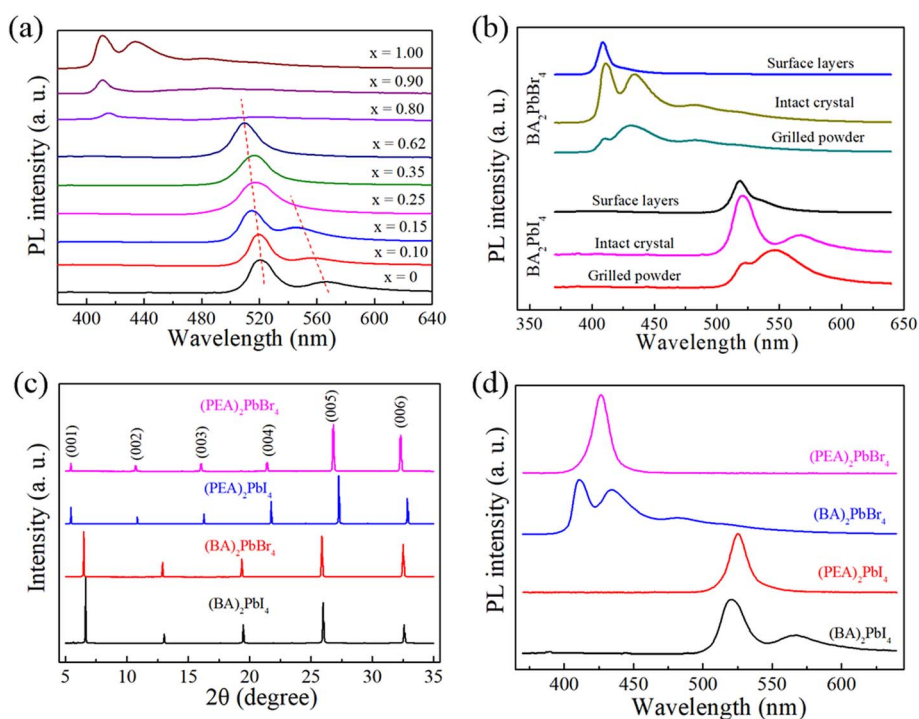 (a)
x = 1.00
x = 0.90
x = 0.80
x = 0.62
x = 0.35
x = 0.25
x = 0.15
x = 0.10
x = 0
PL intensity (a. u.)
400 440 480 520 560 600 640
Wavelength (nm)
(b)
Surface layers
Intact crystal
Grilled powder
Surface layers
Intact crystal
Grilled powder
BA₂PbBr₄
BA₂PbI₄
PL intensity (a. u.)
350 400 450 500 550 600 650
Wavelength (nm)
(c)
(PEA)₂PbBr₄
(001) (002) (003) (004) (005) (006)
(PEA)₂PbI₄
(BA)₂PbBr₄
(BA)₂PbI₄
Intensity (a. u.)
5 10 15 20 25 30 35
2θ (degree)
(d)
(PEA)₂PbBr₄
(BA)₂PbBr₄
(PEA)₂PbI₄
(BA)₂PbI₄
PL intensity (a. u.)
400 450 500 550 600
Wavelength (nm)